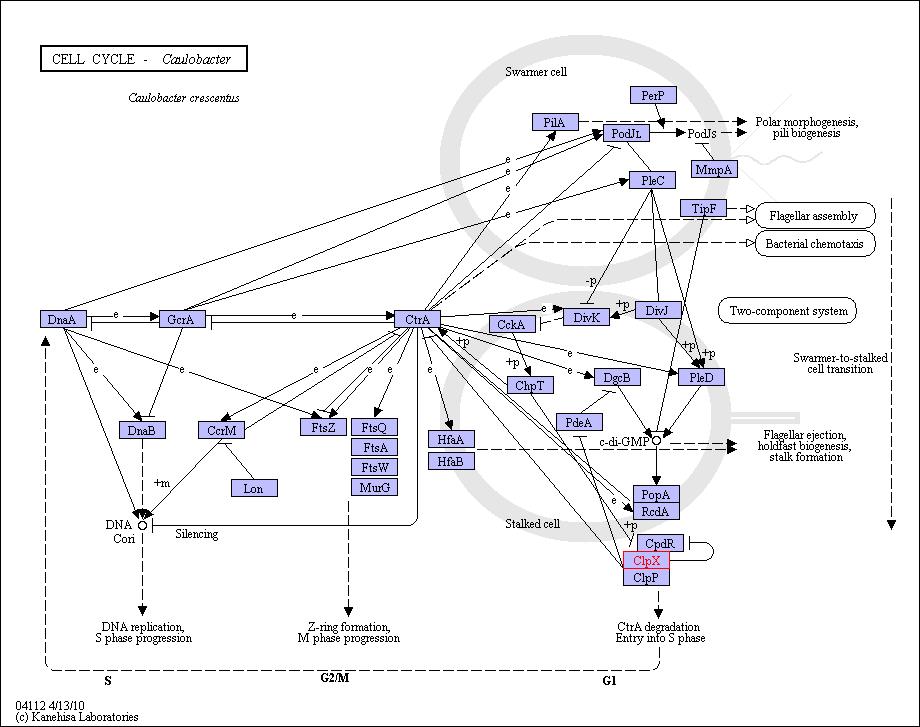 CELL CYCLE - Caulobacter
Caulobacter crescentus
Swarmer cell
PerP
PilA
PodJL
PodJS
Polar morphogenesis,
pili biogenesis
MmpA
PleC
TipF
Flagellar assembly
Bacterial chemotaxis
e
e
e
e
-p
DnaA
e
GcrA
e
CtrA
e
CckA
DivK
+p
DivJ
Two-component system
+p
+p
+p
+p
e
e
e
e
e
e
e
e
ChpT
DgcB
PleD
Swarmer-to-stalked
cell transition
DnaB
CcrM
FtsZ
FtsQ
FtsA
FtsW
MurG
HfaA
HfaB
PdeA
c-di-GMP
Flagellar ejection,
holdfast biogenesis,
stalk formation
Lon
+m
PopA
RcdA
e
+p
DNA
Cori
Silencing
Stalked cell
CpdR
ClpX
ClpP
DNA replication,
S phase progression
Z-ring formation,
M phase progression
CtrA degradation
Entry into S phase
S
G2/M
G1
04112 4/13/10
(c) Kanehisa Laboratories